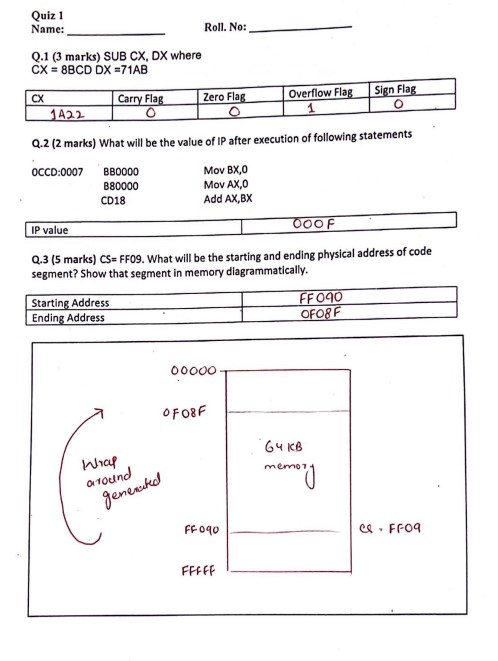 Quiz 1
Name: Roll. No:
Q.1 (3 marks) SUB CX, DX where
CX = 8BCD DX =71AB
CX Carry Flag Zero Flag Overflow Flag Sign Flag
1A22 0 0 1 0
Q.2 (2 marks) What will be the value of IP after execution of following statements
0CCD:0007 BB0000 Mov BX,0
B80000 Mov AX,0
CD18 Add AX,BX
IP value 000F
Q.3 (5 marks) CS= FF09. What will be the starting and ending physical address of code
segment? Show that segment in memory diagrammatically.
Starting Address FF090
Ending Address 0F08F
00000
0F08F
64 KB
memory
Wrap
around
generated
FF090 CS = FF09
FFFFF